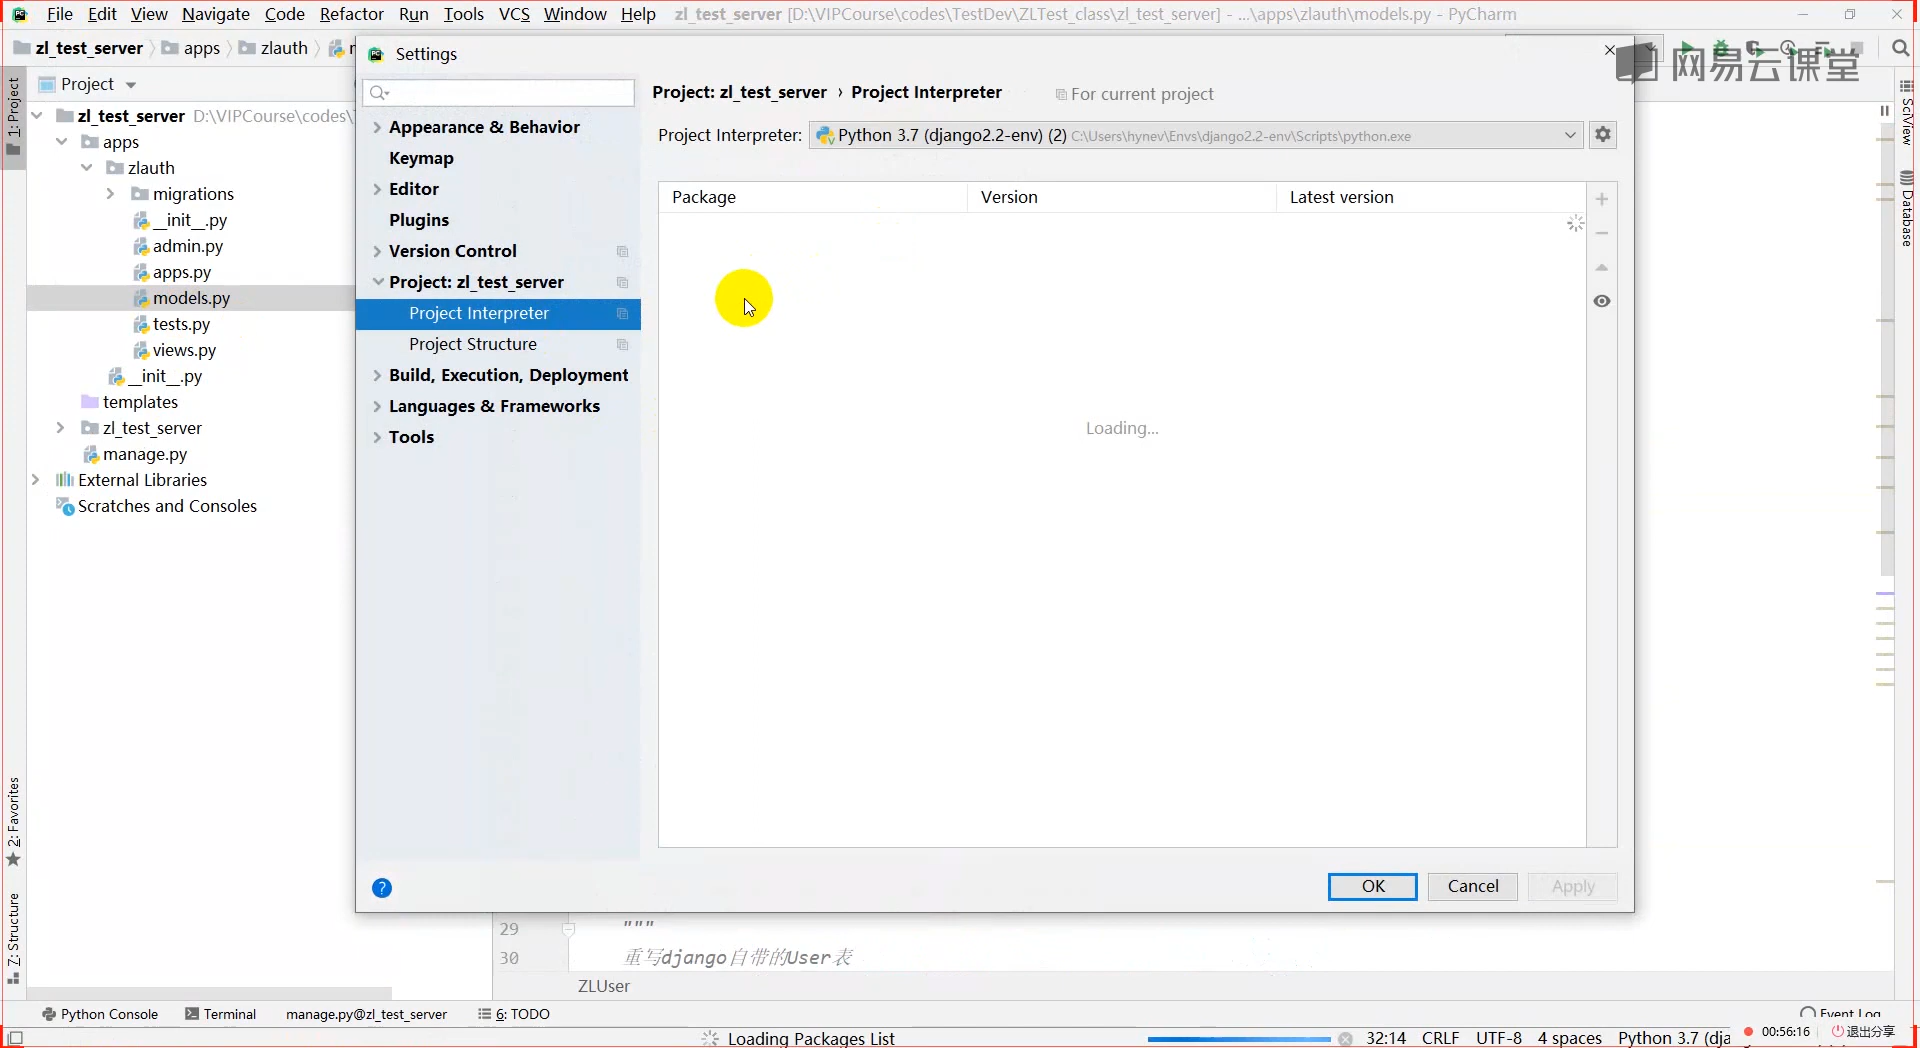 File Edit View Navigate Code Refactor Run Tools VCS Window Help zl_test_server [D:\VIPCourse\codes\TestDev\ZLTest_class\zl_test_server] - ...\apps\zlauth\models.py - PyCharm
zl_test_server apps zlauth
Settings
网易云课堂
Project
1: Project
zl_test_server D:\VIPCourse\codes\
apps
zlauth
migrations
__init__.py
admin.py
apps.py
models.py
tests.py
views.py
__init__.py
templates
zl_test_server
manage.py
External Libraries
Scratches and Consoles
Appearance & Behavior
Keymap
Editor
Plugins
Version Control
Project: zl_test_server
Project Interpreter
Project Structure
Build, Execution, Deployment
Languages & Frameworks
Tools
Project: zl_test_server › Project Interpreter For current project
Project Interpreter: Python 3.7 (django2.2-env) (2) C:\Users\hynev\Envs\django2.2-env\Scripts\python.exe
Package Version Latest version
Loading...
OK Cancel Apply
SciView
Database
2: Favorites
7: Structure
29 """
30 重写django自带的User表
ZLUser
Python Console Terminal manage.py@zl_test_server 6: TODO Event Log
Loading Packages List 32:14 CRLF UTF-8 4 spaces Python 3.7 (dja 00:56:16 退出分享